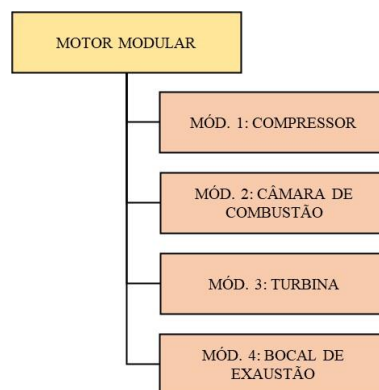 MOTOR MODULAR
MÓD. 1: COMPRESSOR
MÓD. 2: CÂMARA DE
COMBUSTÃO
MÓD. 3: TURBINA
MÓD. 4: BOCAL DE
EXAUSTÃO